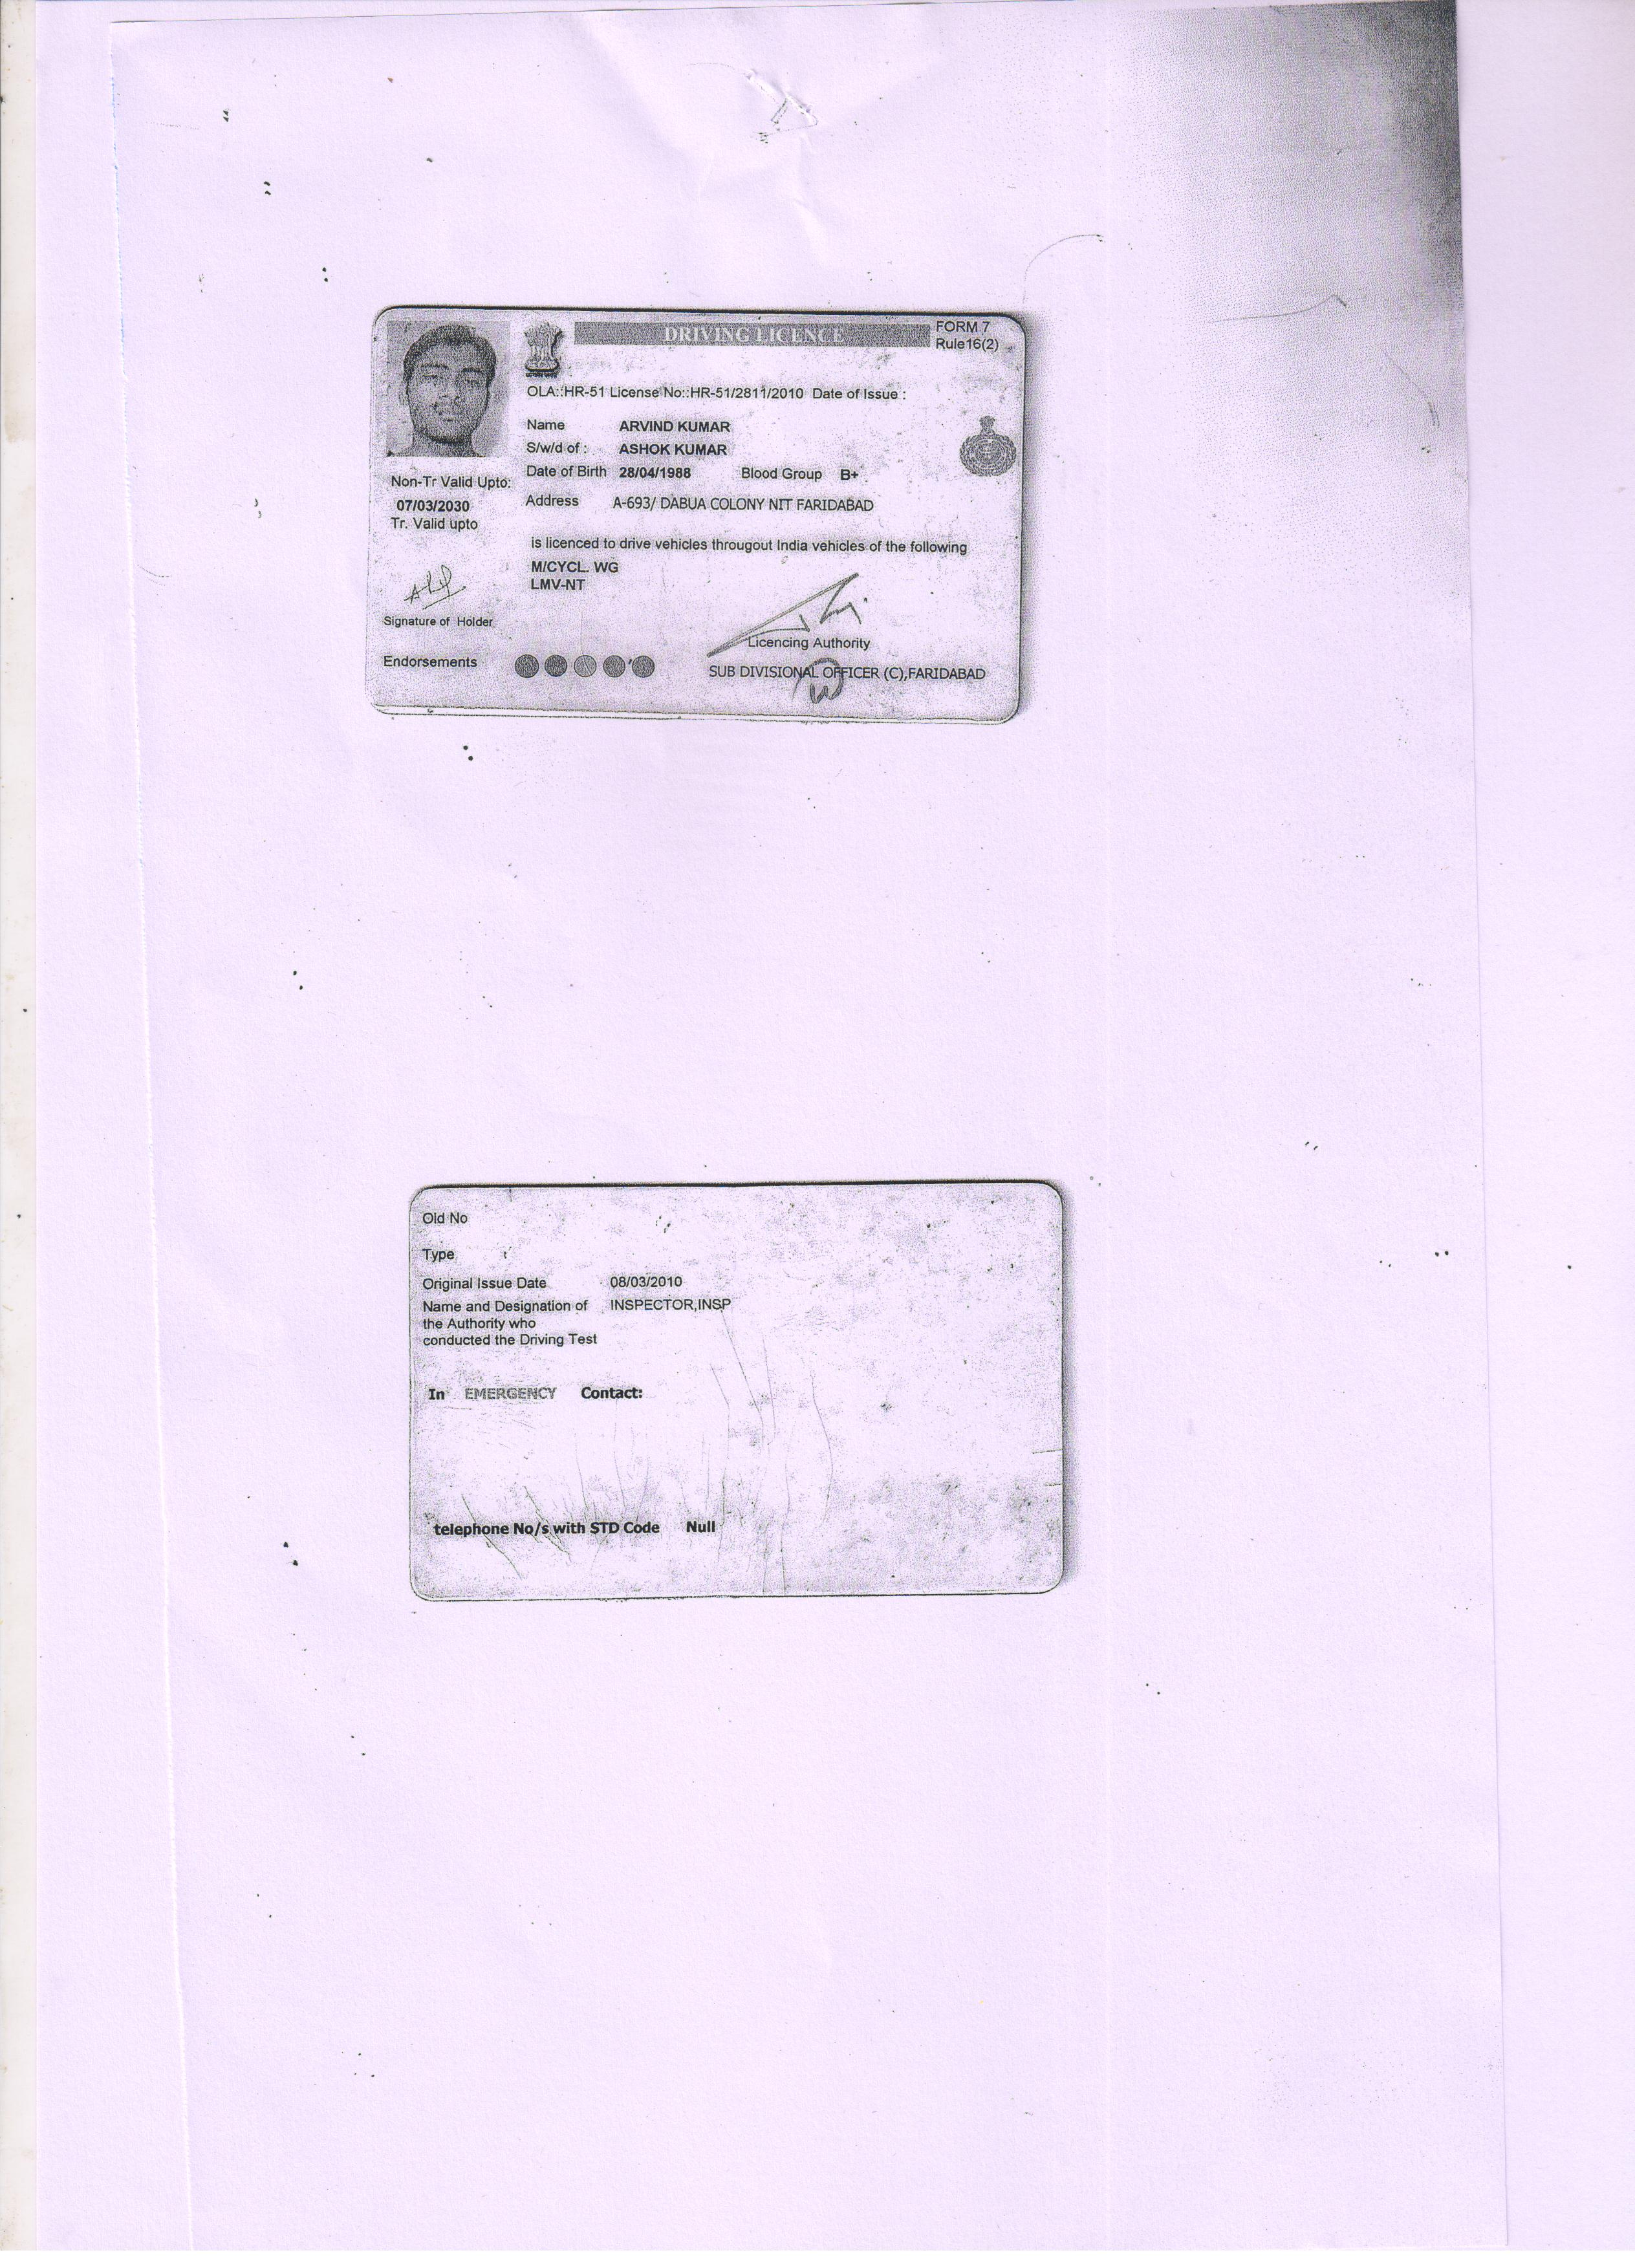 DRIVING LICENCE
FORM 7
Rule16(2)
OLA::HR-51 License No::HR-51/2811/2010 Date of Issue :
Name ARVIND KUMAR
S/w/d of : ASHOK KUMAR
Date of Birth 28/04/1988 Blood Group B+
Address A-693/ DABUA COLONY NIT FARIDABAD
Non-Tr Valid Upto:
07/03/2030
Tr. Valid upto
is licenced to drive vehicles througout India vehicles of the following
M/CYCL. WG
LMV-NT
Signature of Holder
Licencing Authority
Endorsements
SUB DIVISIONAL OFFICER (C),FARIDABAD
Old No
Type
Original Issue Date 08/03/2010
Name and Designation of INSPECTOR,INSP
the Authority who
conducted the Driving Test
In EMERGENCY Contact:
telephone No/s with STD Code Null